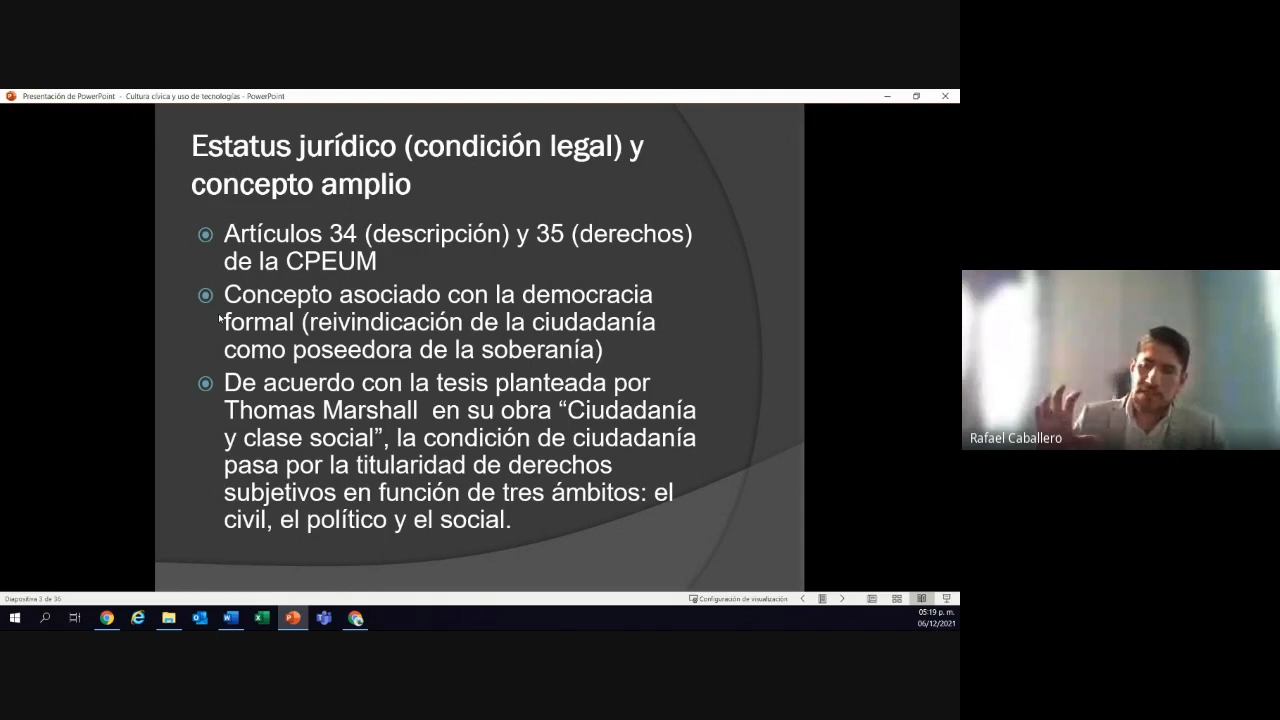 Presentación de PowerPoint - Cultura cívica y uso de tecnologías - PowerPoint
Estatus jurídico (condición legal) y
concepto amplio
Artículos 34 (descripción) y 35 (derechos)
de la CPEUM
Concepto asociado con la democracia
formal (reivindicación de la ciudadanía
como poseedora de la soberanía)
De acuerdo con la tesis planteada por
Thomas Marshall en su obra “Ciudadanía
y clase social”, la condición de ciudadanía
pasa por la titularidad de derechos
subjetivos en función de tres ámbitos: el
civil, el político y el social.
Rafael Caballero
Diapositiva 3 de 36
Configuración de visualización
05:19 p. m.
06/12/2021